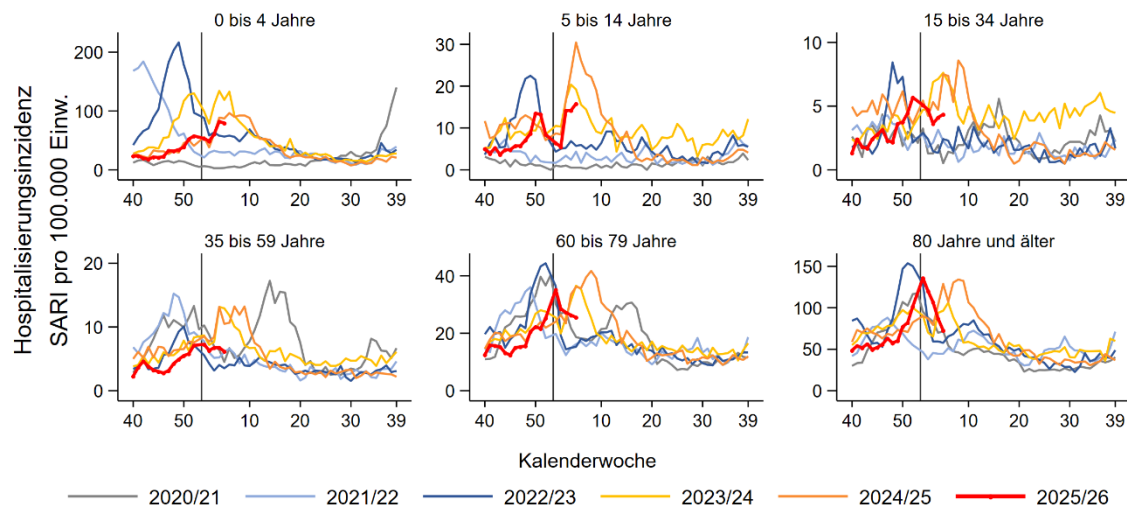 Hospitalisierungsinzidenz
SARI pro 100.000 Einw.
0 bis 4 Jahre
200
100
0
40 50 10 20 30 39
5 bis 14 Jahre
30
20
10
0
40 50 10 20 30 39
15 bis 34 Jahre
10
5
0
40 50 10 20 30 39
35 bis 59 Jahre
20
10
0
40 50 10 20 30 39
60 bis 79 Jahre
40
20
0
40 50 10 20 30 39
80 Jahre und älter
150
100
50
0
40 50 10 20 30 39
Kalenderwoche
2020/21 2021/22 2022/23 2023/24 2024/25 2025/26